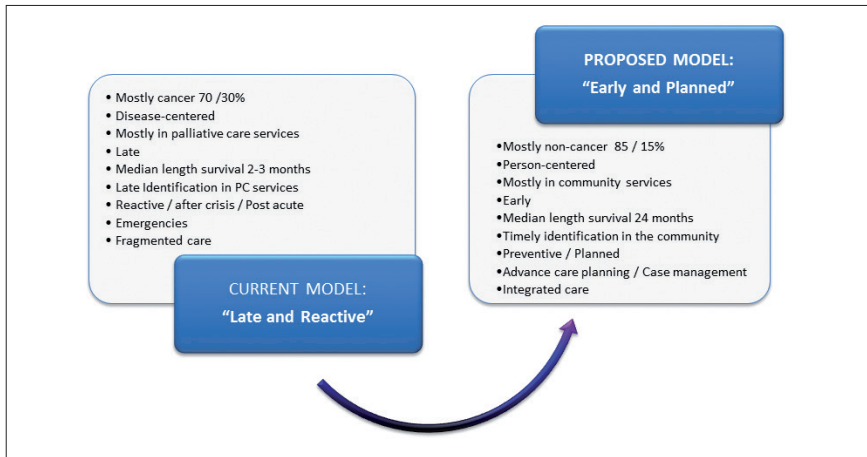 • Mostly cancer 70 /30%
• Disease-centered
• Mostly in palliative care services
• Late
• Median length survival 2-3 months
• Late Identification in PC services
• Reactive / after crisis / Post acute
• Emergencies
• Fragmented care
CURRENT MODEL:
“Late and Reactive”
PROPOSED MODEL:
“Early and Planned”
•Mostly non-cancer 85 / 15%
•Person-centered
•Mostly in community services
•Early
•Median length survival 24 months
•Timely identification in the community
•Preventive / Planned
•Advance care planning / Case management
•Integrated care